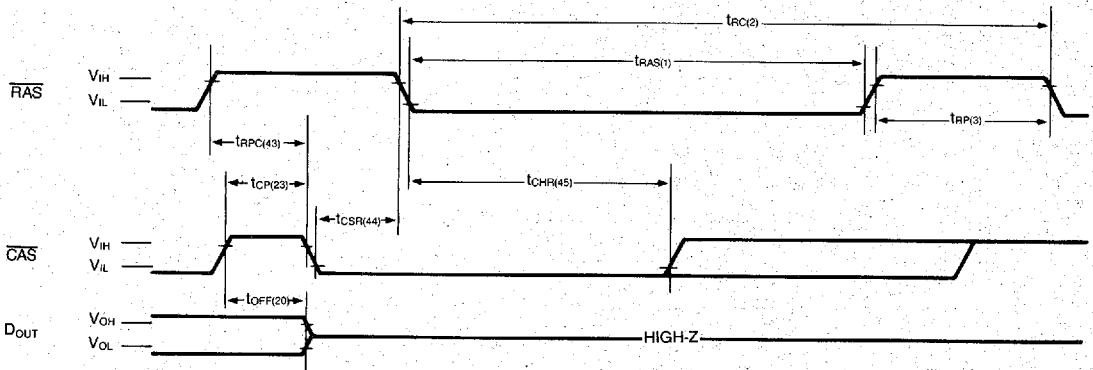 tRC(2)
RAS
VIH
VIL
tRAS(1)
tRP(3)
tRPC(43)
tCP(23)
tCHR(45)
tCSR(44)
CAS
VIH
VIL
tOFF(20)
DOUT
VOH
VOL
HIGH-Z